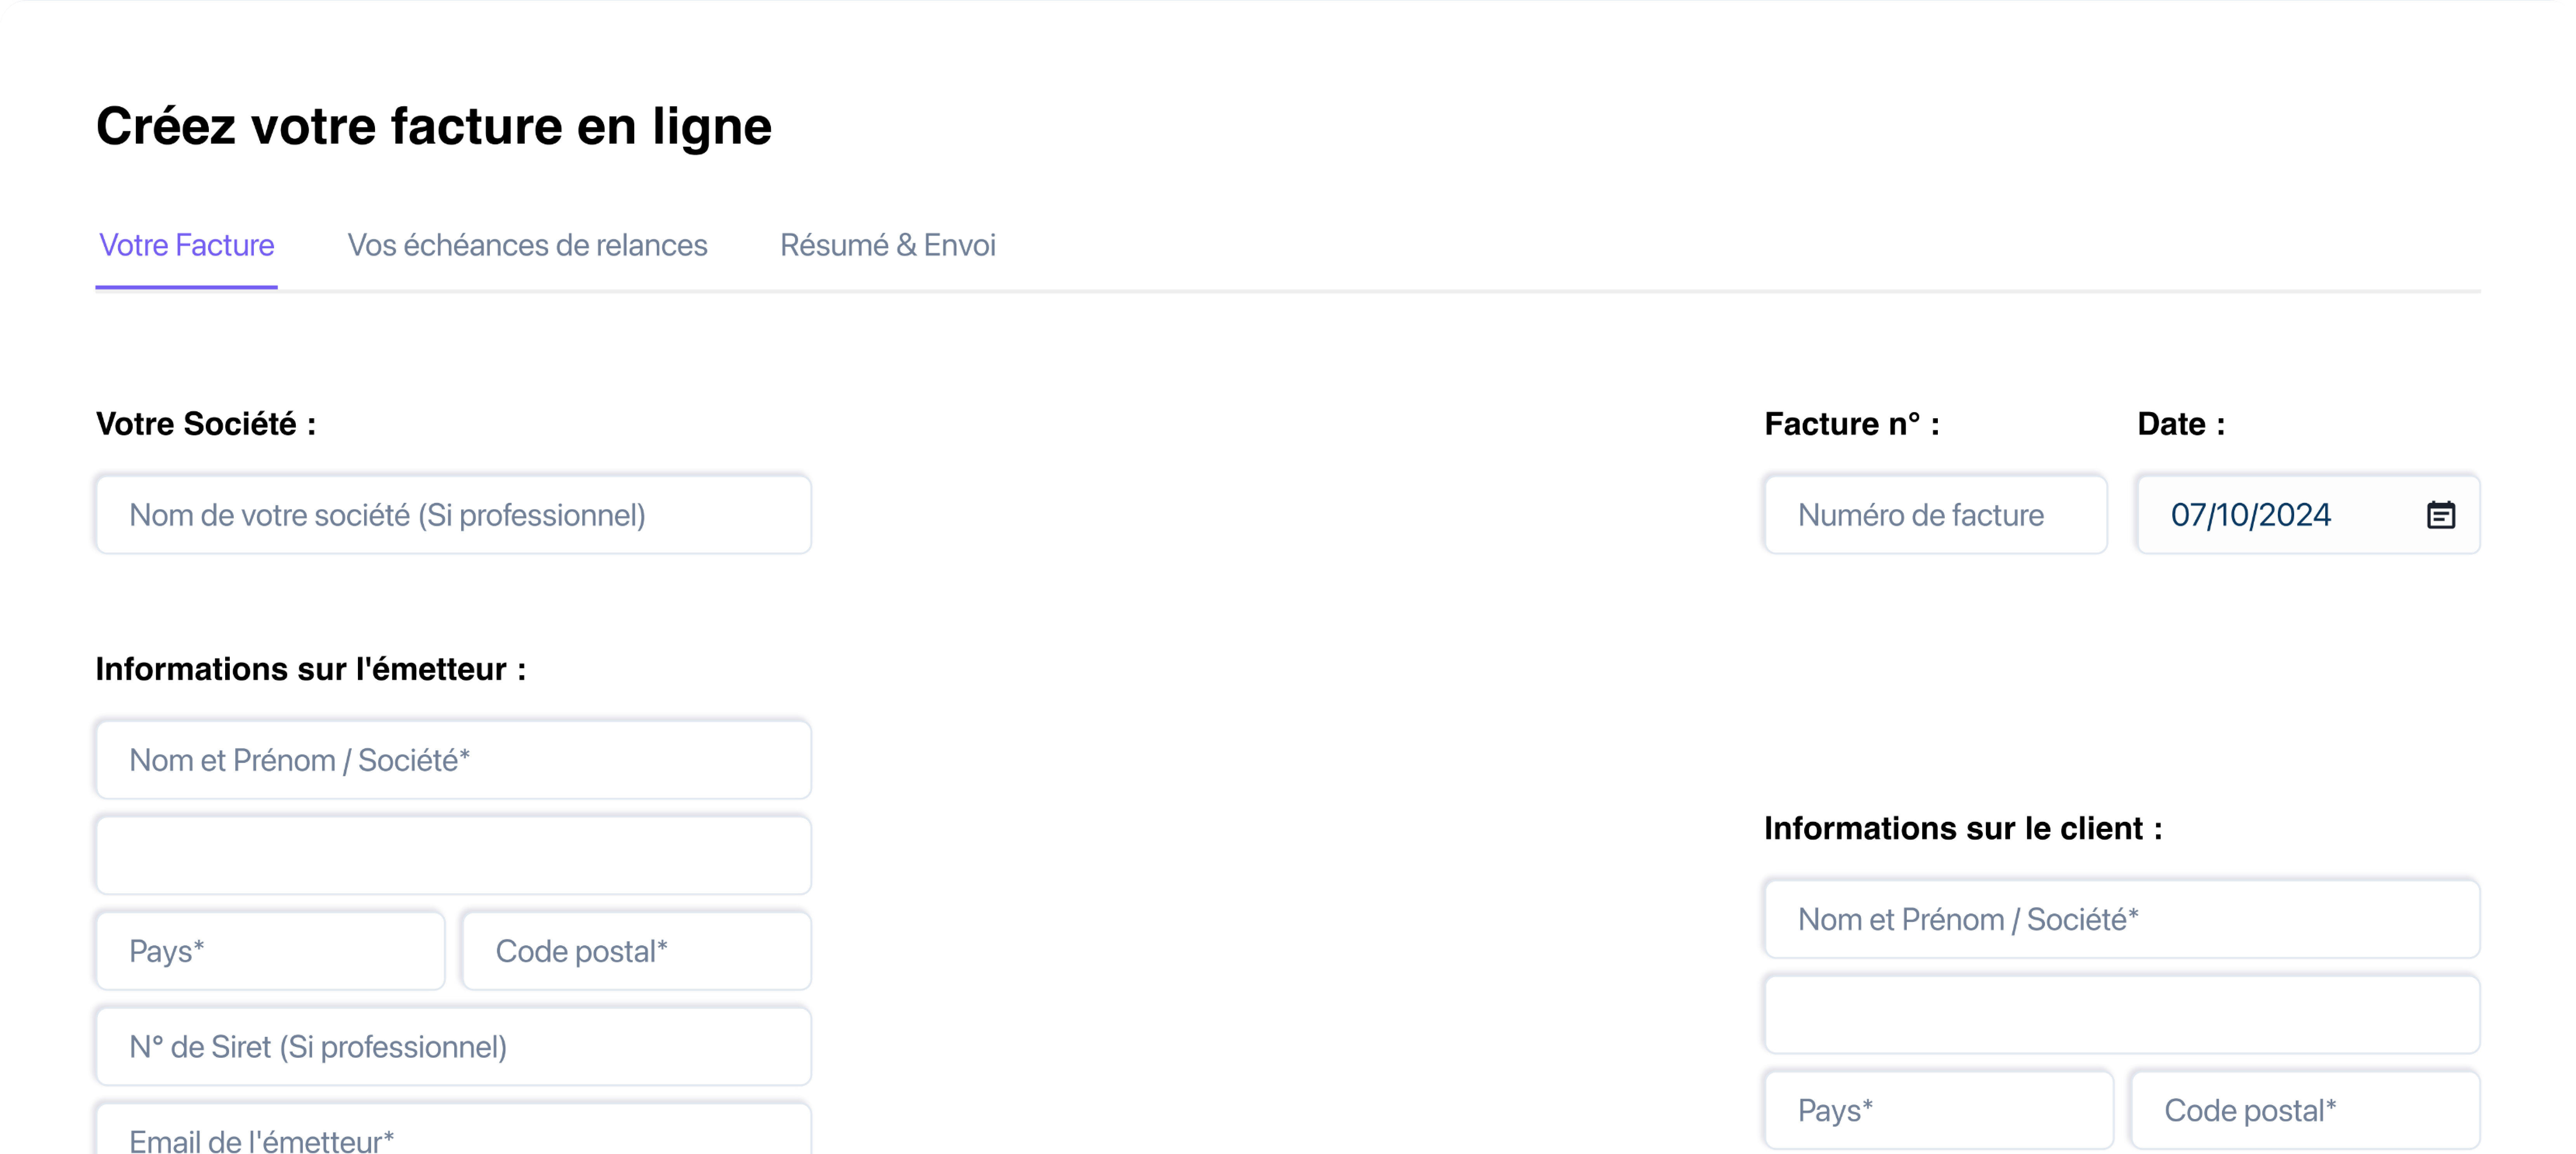 Créez votre facture en ligne
Votre Facture
Vos échéances de relances
Résumé & Envoi
Votre Société :
Nom de votre société (Si professionnel)
Facture n° :
Numéro de facture
Date :
07/10/2024
Informations sur l'émetteur :
Nom et Prénom / Société*
Pays*
Code postal*
N° de Siret (Si professionnel)
Email de l'émetteur*
Informations sur le client :
Nom et Prénom / Société*
Pays*
Code postal*